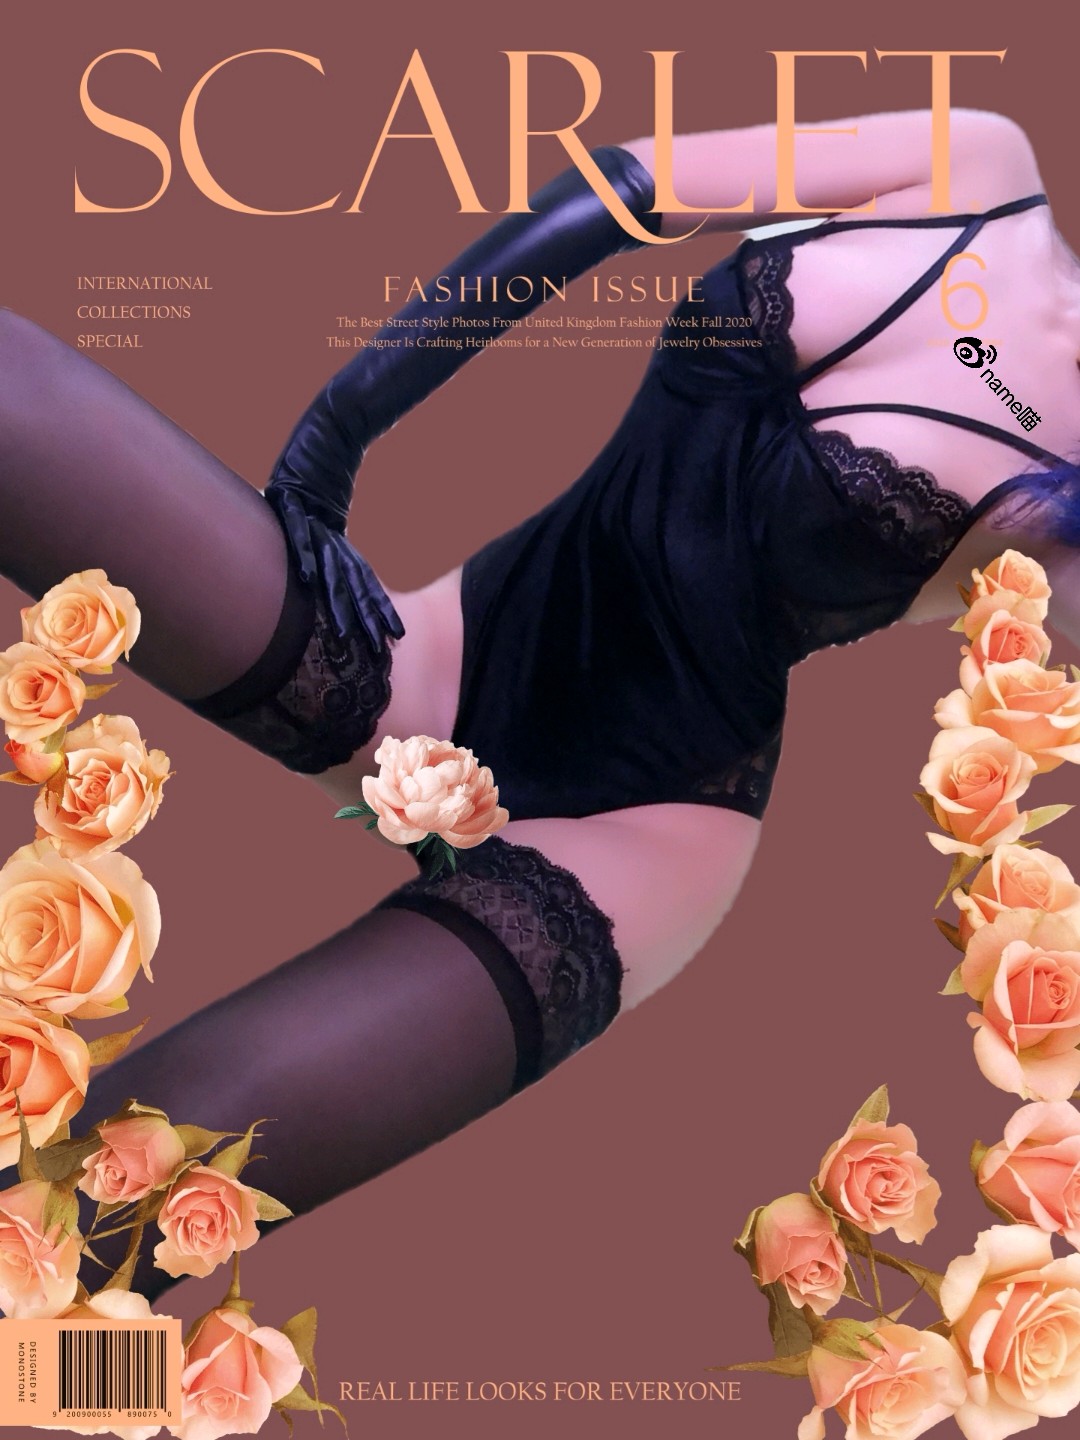 SCARLET
INTERNATIONAL
COLLECTIONS
SPECIAL
FASHION ISSUE
The Best Street Style Photos From United Kingdom Fashion Week Fall 2020
This Designer Is Crafting Heirlooms for a New Generation of Jewelry Obsessives
6
name喵
DESIGNED BY
MONOSTONE
9 200900055 890075 0
REAL LIFE LOOKS FOR EVERYONE